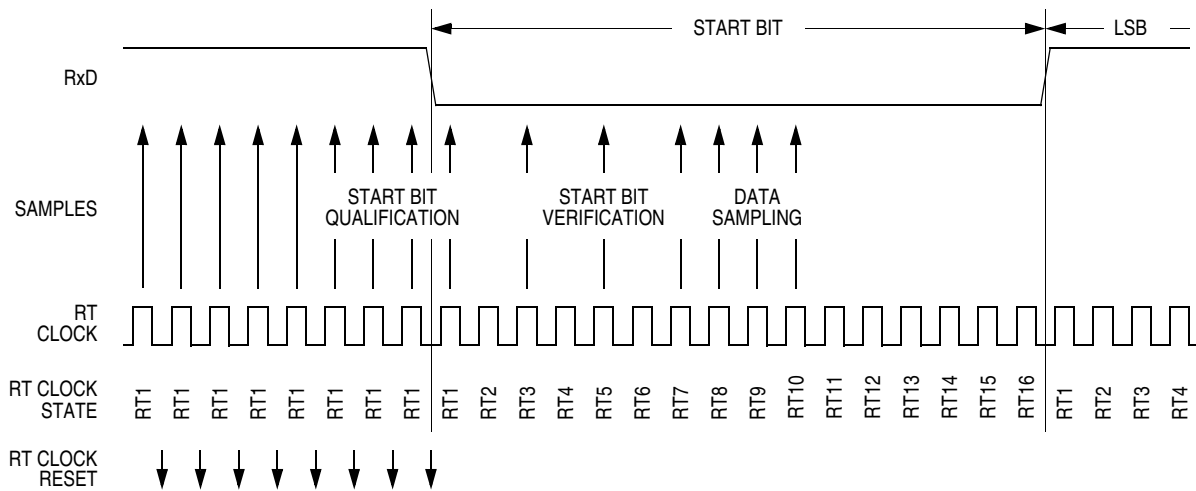 START BIT
LSB
RxD
SAMPLES
START BIT
QUALIFICATION
START BIT
VERIFICATION
DATA
SAMPLING
RT
CLOCK
RT CLOCK
STATE
RT1 RT1 RT1 RT1 RT1 RT1 RT1 RT1 RT1 RT2 RT3 RT4 RT5 RT6 RT7 RT8 RT9 RT10 RT11 RT12 RT13 RT14 RT15 RT16 RT1 RT2 RT3 RT4
RT CLOCK
RESET